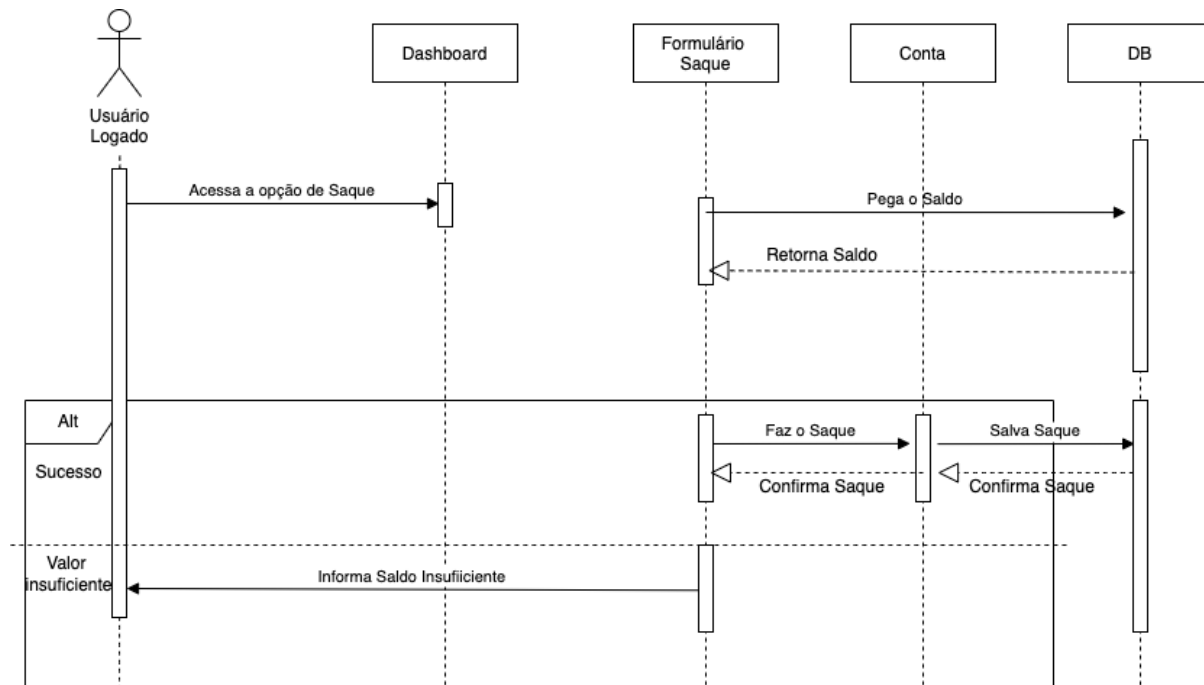 Dashboard
Formulário
Saque
Conta
DB
Usuário
Logado
Acessa a opção de Saque
Pega o Saldo
Retorna Saldo
Alt
Faz o Saque
Salva Saque
Sucesso
Confirma Saque
Confirma Saque
Valor
insuficiente
Informa Saldo Insufiiciente